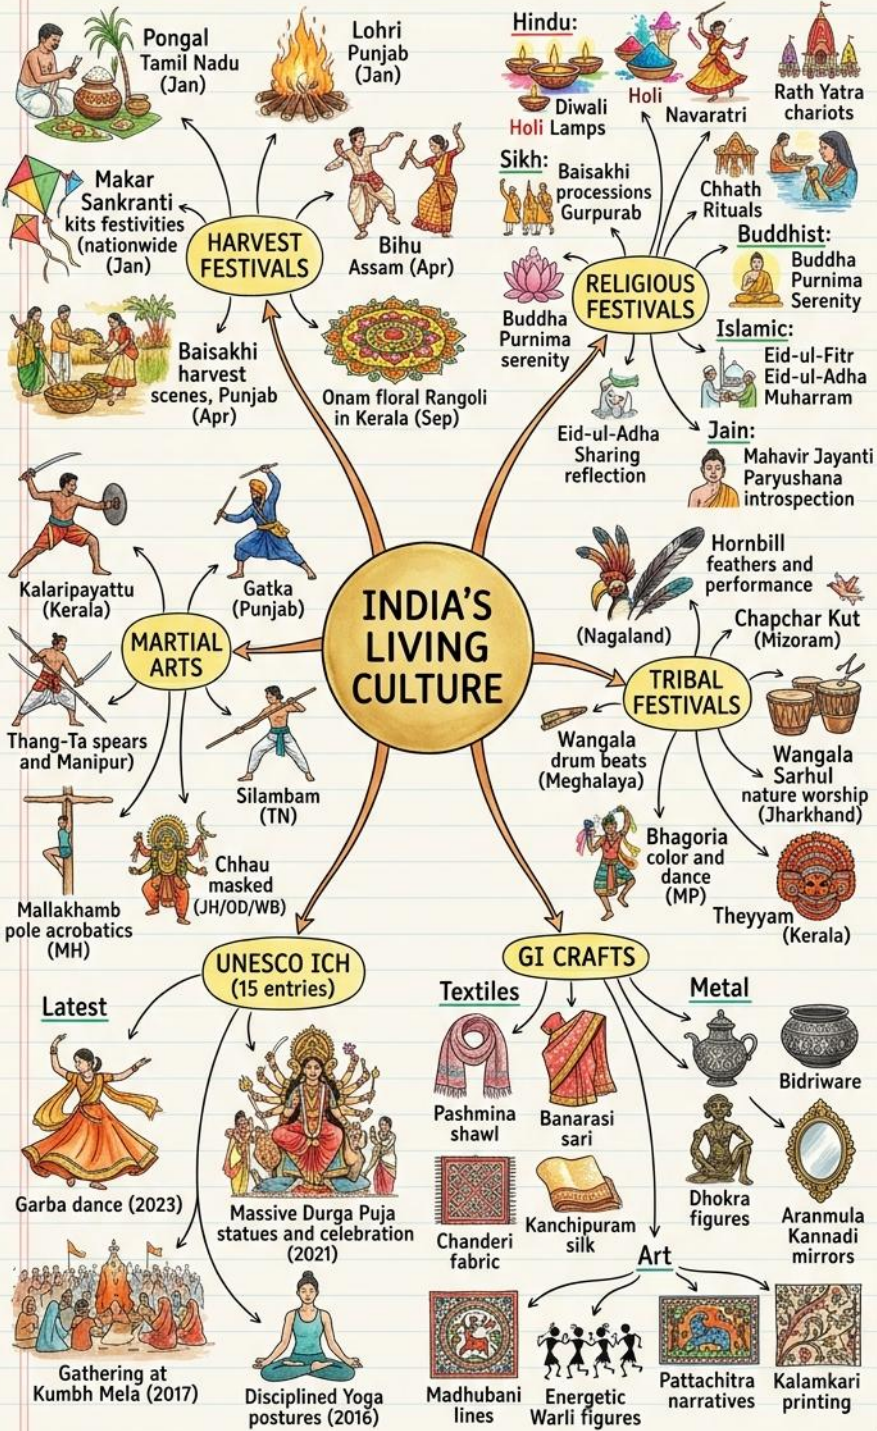 INDIA'S
LIVING
CULTURE
HARVEST
FESTIVALS
Pongal
Tamil Nadu
(Jan)
Lohri
Punjab
(Jan)
Makar
Sankranti
kits festivities
(nationwide
(Jan)
Bihu
Assam (Apr)
Baisakhi
harvest
scenes, Punjab
(Apr)
Onam floral Rangoli
in Kerala (Sep)
RELIGIOUS
FESTIVALS
Hindu:
Diwali
Holi Lamps
Holi
Navaratri
Rath Yatra
chariots
Sikh:
Baisakhi
processions
Gurpurab
Chhath
Rituals
Buddhist:
Buddha
Purnima
Serenity
Buddha
Purnima
serenity
Islamic:
Eid-ul-Fitr
Eid-ul-Adha
Muharram
Eid-ul-Adha
Sharing
reflection
Jain:
Mahavir Jayanti
Paryushana
introspection
MARTIAL
ARTS
Kalaripayattu
(Kerala)
Gatka
(Punjab)
Thang-Ta spears
and Manipur)
Silambam
(TN)
Mallakhamb
pole acrobatics
(MH)
Chhau
masked
(JH/OD/WB)
TRIBAL
FESTIVALS
Hornbill
feathers and
performance
(Nagaland)
Chapchar Kut
(Mizoram)
Wangala
drum beats
(Meghalaya)
Wangala
Sarhul
nature worship
(Jharkhand)
Bhagoria
color and
dance
(MP)
Theyyam
(Kerala)
UNESCO ICH
(15 entries)
Latest
Garba dance (2023)
Massive Durga Puja
statues and celebration
(2021)
Gathering at
Kumbh Mela (2017)
Disciplined Yoga
postures (2016)
GI CRAFTS
Textiles
Pashmina
shawl
Banarasi
sari
Chanderi
fabric
Kanchipuram
silk
Metal
Bidriware
Dhokra
figures
Aranmula
Kannadi
mirrors
Art
Madhubani
lines
Energetic
Warli figures
Pattachitra
narratives
Kalamkari
printing